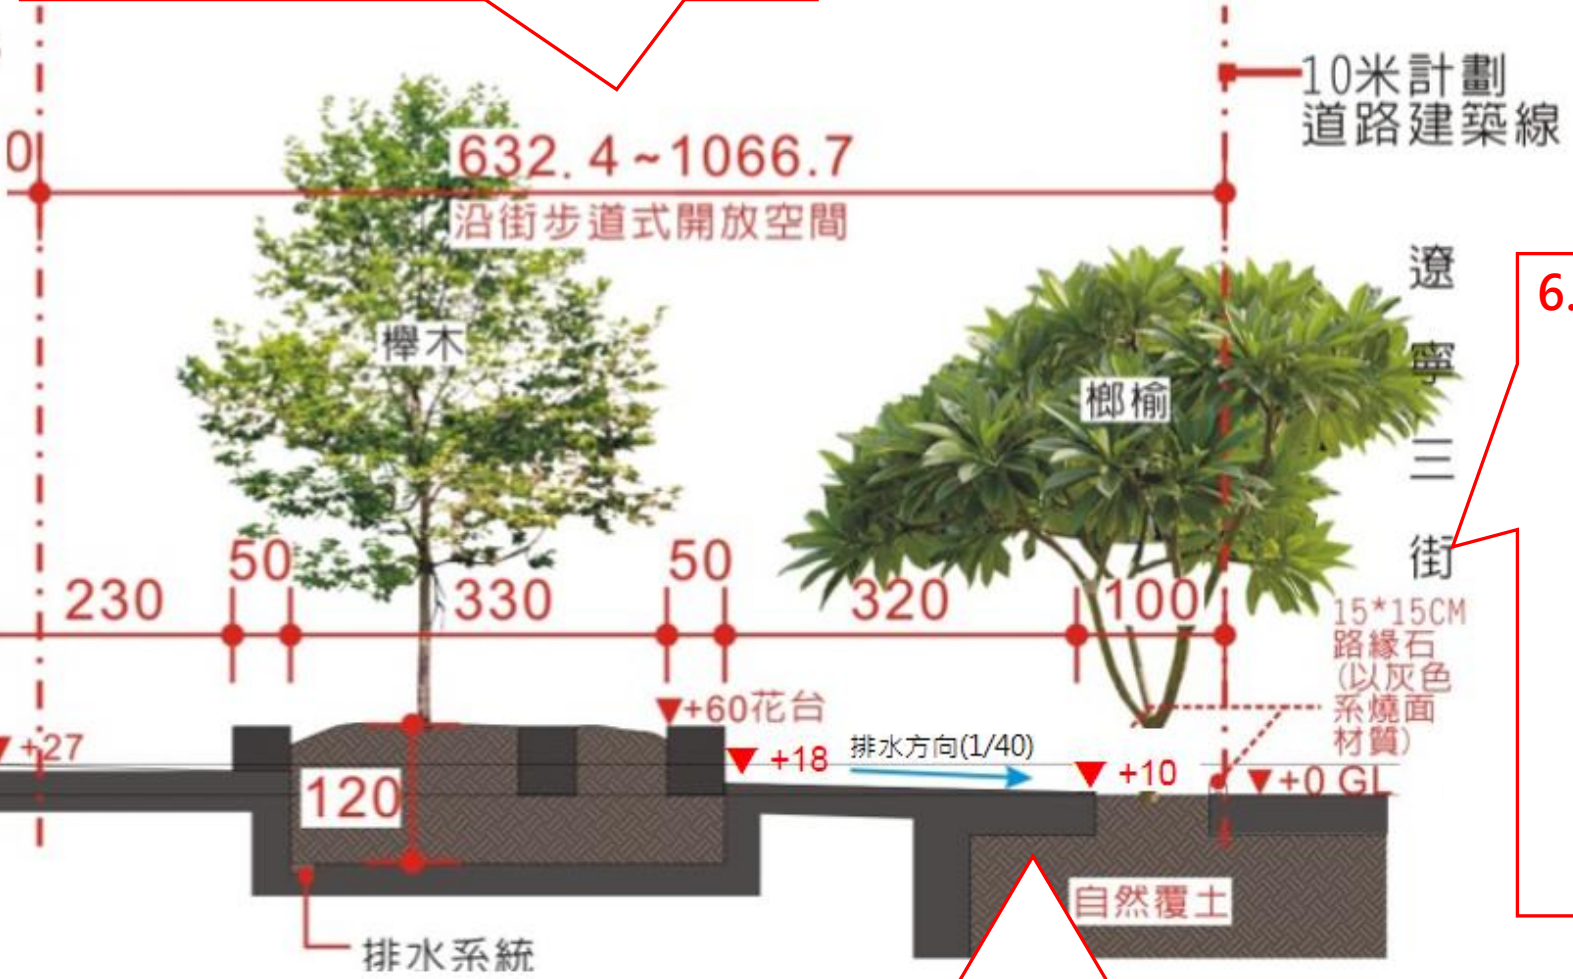 10米計劃
道路建築線
0
632.4~1066.7
沿街步道式開放空間
遼寧三街
6.
櫸木
榔榆
230
50
330
50
320
100
15*15CM
路緣石
(以灰色
系燒面
材質)
+60花台
+27
+18
排水方向(1/40)
+10
+0 GL
120
自然覆土
排水系統